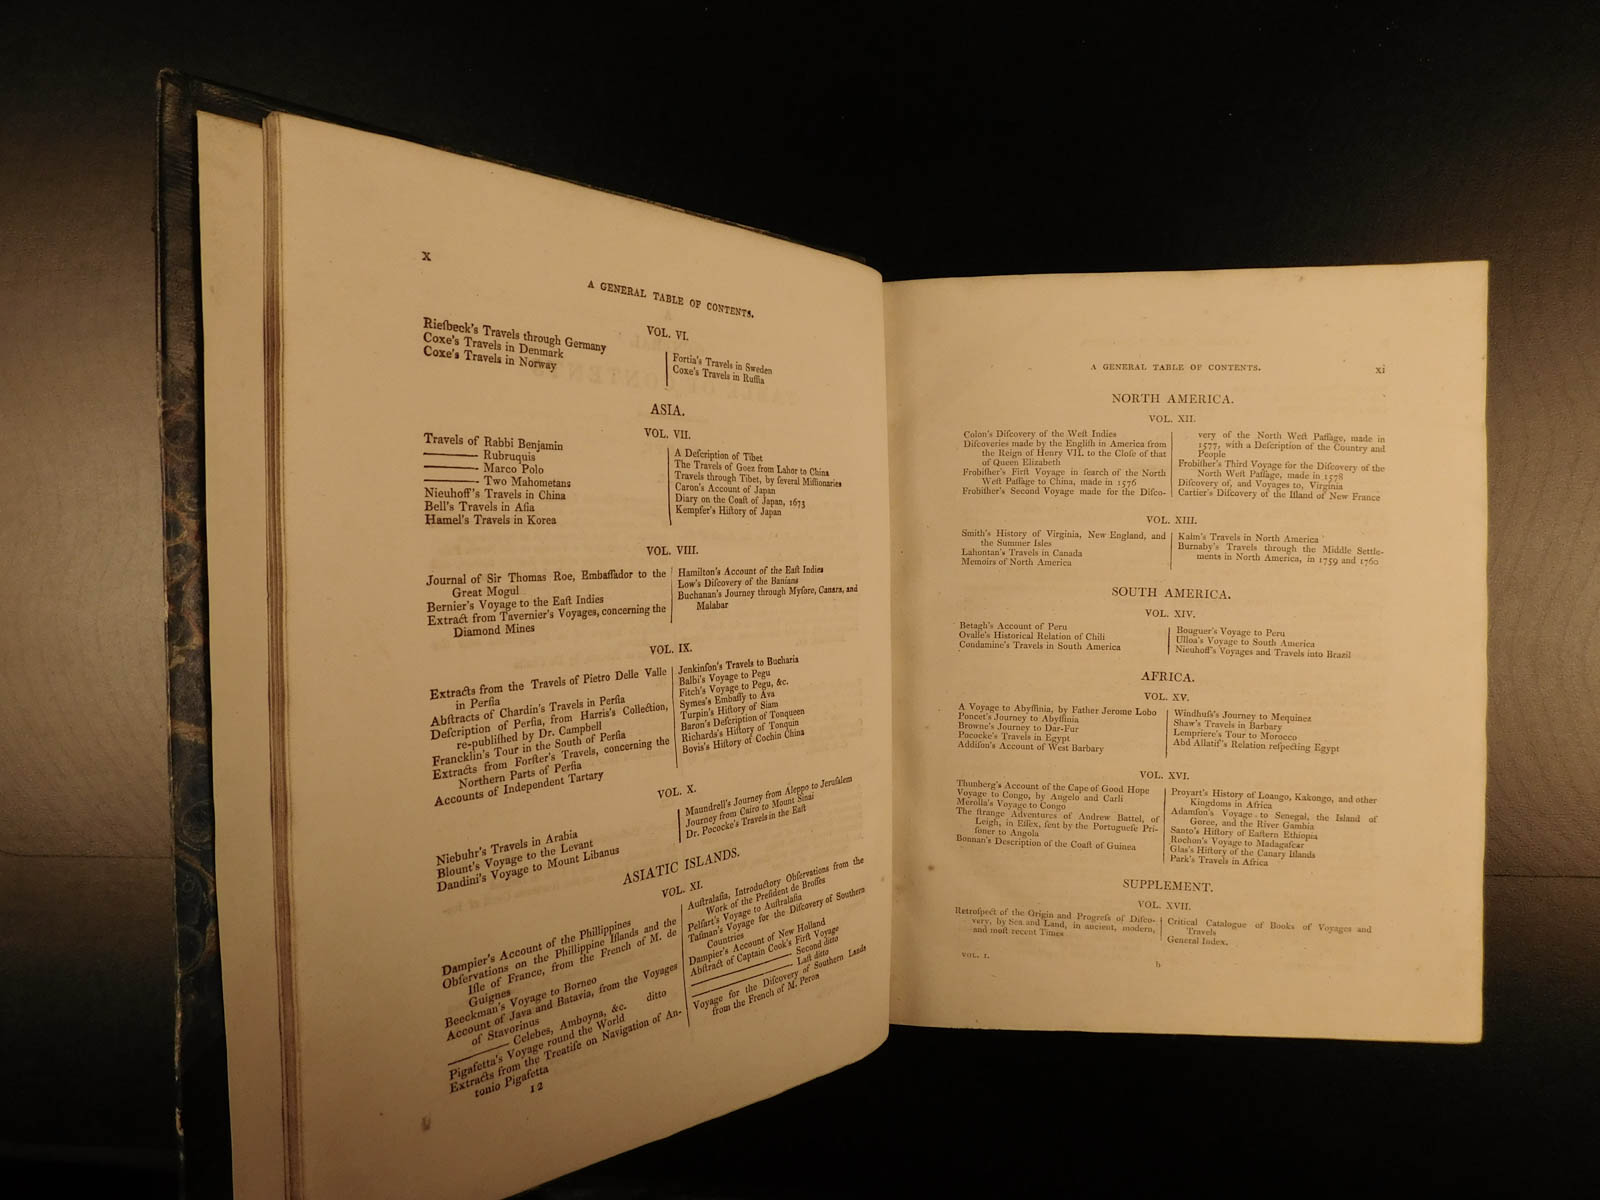 x
A GENERAL TABLE OF CONTENTS.
VOL. VI.
Rieſbeck's Travels through Germany
Coxe's Travels in Denmark
Coxe's Travels in Norway
Fortia's Travels in Sweden
Coxe's Travels in Ruſſia
ASIA.
VOL. VII.
Travels of Rabbi Benjamin
——— Rubruquis
——— Marco Polo
——— Two Mahometans
Nieuhoff's Travels in China
Bell's Travels in Aſia
Hamel's Travels in Korea
A Deſcription of Tibet
The Travels of Goez from Lahor to China
Travels through Tibet, by ſeveral Miſſionaries
Caron's Account of Japan
Diary on the Coaſt of Japan, 1673
Kempfer's Hiſtory of Japan
VOL. VIII.
Journal of Sir Thomas Roe, Embaſſador to the
Great Mogul
Bernier's Voyage to the Eaſt Indies
Extract from Tavernier's Voyages, concerning the
Diamond Mines
Hamilton's Account of the Eaſt Indies
Low's Diſcovery of the Banians
Buchanan's Journey through Myſore, Canara, and
Malabar
VOL. IX.
Extracts from the Travels of Pietro Delle Valle
in Perſia
Abſtracts of Chardin's Travels in Perſia
Deſcription of Perſia, from Harris's Collection,
re-publiſhed by Dr. Campbell
Francklin's Tour in the South of Perſia
Extracts from Forſter's Travels, concerning the
Northern Parts of Perſia
Accounts of Independent Tartary
Jenkinſon's Travels to Bucharia
Balbi's Voyage to Pegu
Fitch's Voyage to Pegu, &c.
Symes's Embaſſy to Ava
Turpin's Hiſtory of Siam
Baron's Deſcription of Tonqueen
Richards's Hiſtory of Tonquin
Bovis's Hiſtory of Cochin China
VOL. X.
Niebuhr's Travels in Arabia
Blount's Voyage to the Levant
Dandini's Voyage to Mount Libanus
Maundrell's Journey from Aleppo to Jeruſalem
Journey from Cairo to Mount Sinai
Dr. Pococke's Travels in the Eaſt
ASIATIC ISLANDS.
VOL. XI.
Dampier's Account of the Phillippines
Obſervations on the Phillippine Iſlands and the
Iſle of France, from the French of M. de
Guignes
Beeckman's Voyage to Borneo
Account of Java and Batavia, from the Voyages
of Stavorinus
——— Celebes, Amboyna, &c. ditto
Pigafetta's Voyage round the World
Extracts from the Treatiſe on Navigation of An-
tonio Pigafetta
Auſtralaſia, Introductory Obſervations from the
Work of the Preſident de Broſſes
Pelſart's Voyage to Auſtralaſia
Taſman's Voyage for the Diſcovery of Southern
Countries
Dampier's Account of New Holland
Abſtract of Captain Cook's Firſt Voyage
——— Second ditto
——— Laſt ditto
Voyage for the Diſcovery of Southern Lands
from the French of M. Peron
12
A GENERAL TABLE OF CONTENTS.
xi
NORTH AMERICA.
VOL. XII.
Colon's Diſcovery of the Weſt Indies
Diſcoveries made by the Engliſh in America from
the Reign of Henry VII. to the Cloſe of that
of Queen Elizabeth
Frobiſher's Firſt Voyage in ſearch of the North
Weſt Paſſage to China, made in 1576
Frobiſher's Second Voyage made for the Diſco-
very of the North Weſt Paſſage, made in
1577, with a Deſcription of the Country and
People
Frobiſher's Third Voyage for the Diſcovery of the
North Weſt Paſſage, made in 1578
Diſcovery of, and Voyages to, Virginia
Cartier's Diſcovery of the Iſland of New France
VOL. XIII.
Smith's History of Virginia, New England, and
the Summer Iſles
Lahontan's Travels in Canada
Memoirs of North America
Kalm's Travels in North America
Burnaby's Travels through the Middle Settle-
ments in North America, in 1759 and 1760
SOUTH AMERICA.
VOL. XIV.
Betagh's Account of Peru
Ovalle's Historical Relation of Chili
Condamine's Travels in South America
Bouguer's Voyage to Peru
Ulloa's Voyage to South America
Nieuhoff's Voyages and Travels into Brazil
AFRICA.
VOL. XV.
A Voyage to Abyſſinia, by Father Jerome Lobo
Poncet's Journey to Abyſſinia
Browne's Journey to Dar-Fur
Pococke's Travels in Egypt
Addiſon's Account of West Barbary
Windhuſs's Journey to Mequinez
Shaw's Travels in Barbary
Lempriere's Tour to Morocco
Abd Allatif's Relation reſpecting Egypt
VOL. XVI.
Thunberg's Account of the Cape of Good Hope
Voyage to Congo, by Angelo and Carli
Merolla's Voyage to Congo
The ſtrange Adventures of Andrew Battel, of
Leigh, in Eſſex, ſent by the Portugueſe Pri-
ſoner to Angola
Bonnan's Deſcription of the Coaſt of Guinea
Proyart's History of Loango, Kakongo, and other
Kingdoms in Africa
Adamſon's Voyage to Senegal, the Iſland of
Goree, and the River Gambia
Santo's Hiſtory of Eaſtern Ethiopia
Rochon's Voyage to Madagaſcar
Glas's Hiſtory of the Canary Iſlands
Park's Travels in Africa
SUPPLEMENT.
VOL. XVII.
Retroſpect of the Origin and Progreſs of Diſco-
very, by Sea and Land, in ancient, modern,
and moſt recent Times
Critical Catalogue of Books of Voyages and
Travels
General Index.
VOL. I.
b